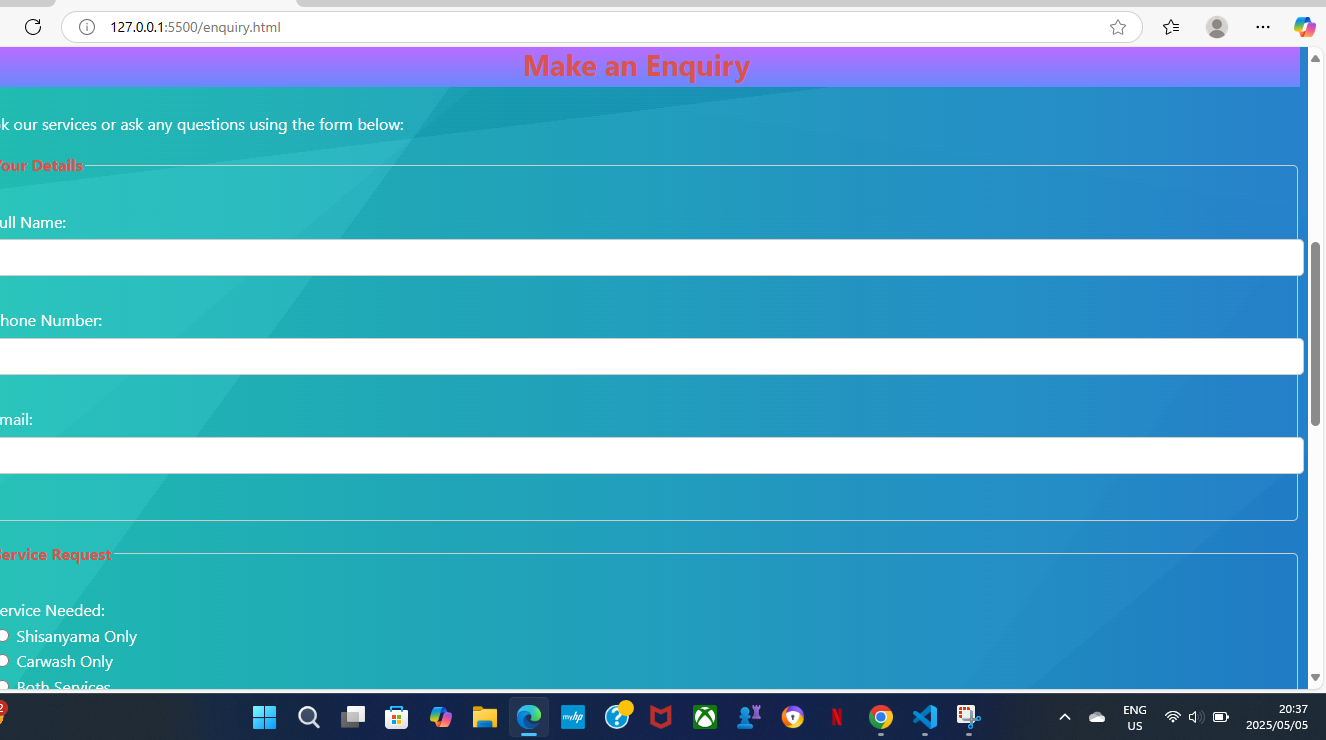 127.0.0.1:5500/enquiry.html
Make an Enquiry
k our services or ask any questions using the form below:
our Details
ull Name:
hone Number:
mail:
ervice Request
ervice Needed:
Shisanyama Only
Carwash Only
Both Services
2
myhp
N
ENG
US
20:37
2025/05/05